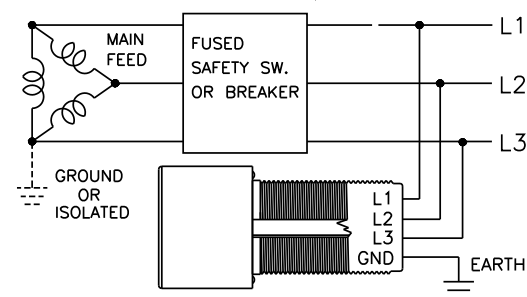 MAIN
FEED
FUSED
SAFETY SW.
OR BREAKER
L1
L2
L3
GROUND
OR
ISOLATED
L1
L2
L3
GND
EARTH